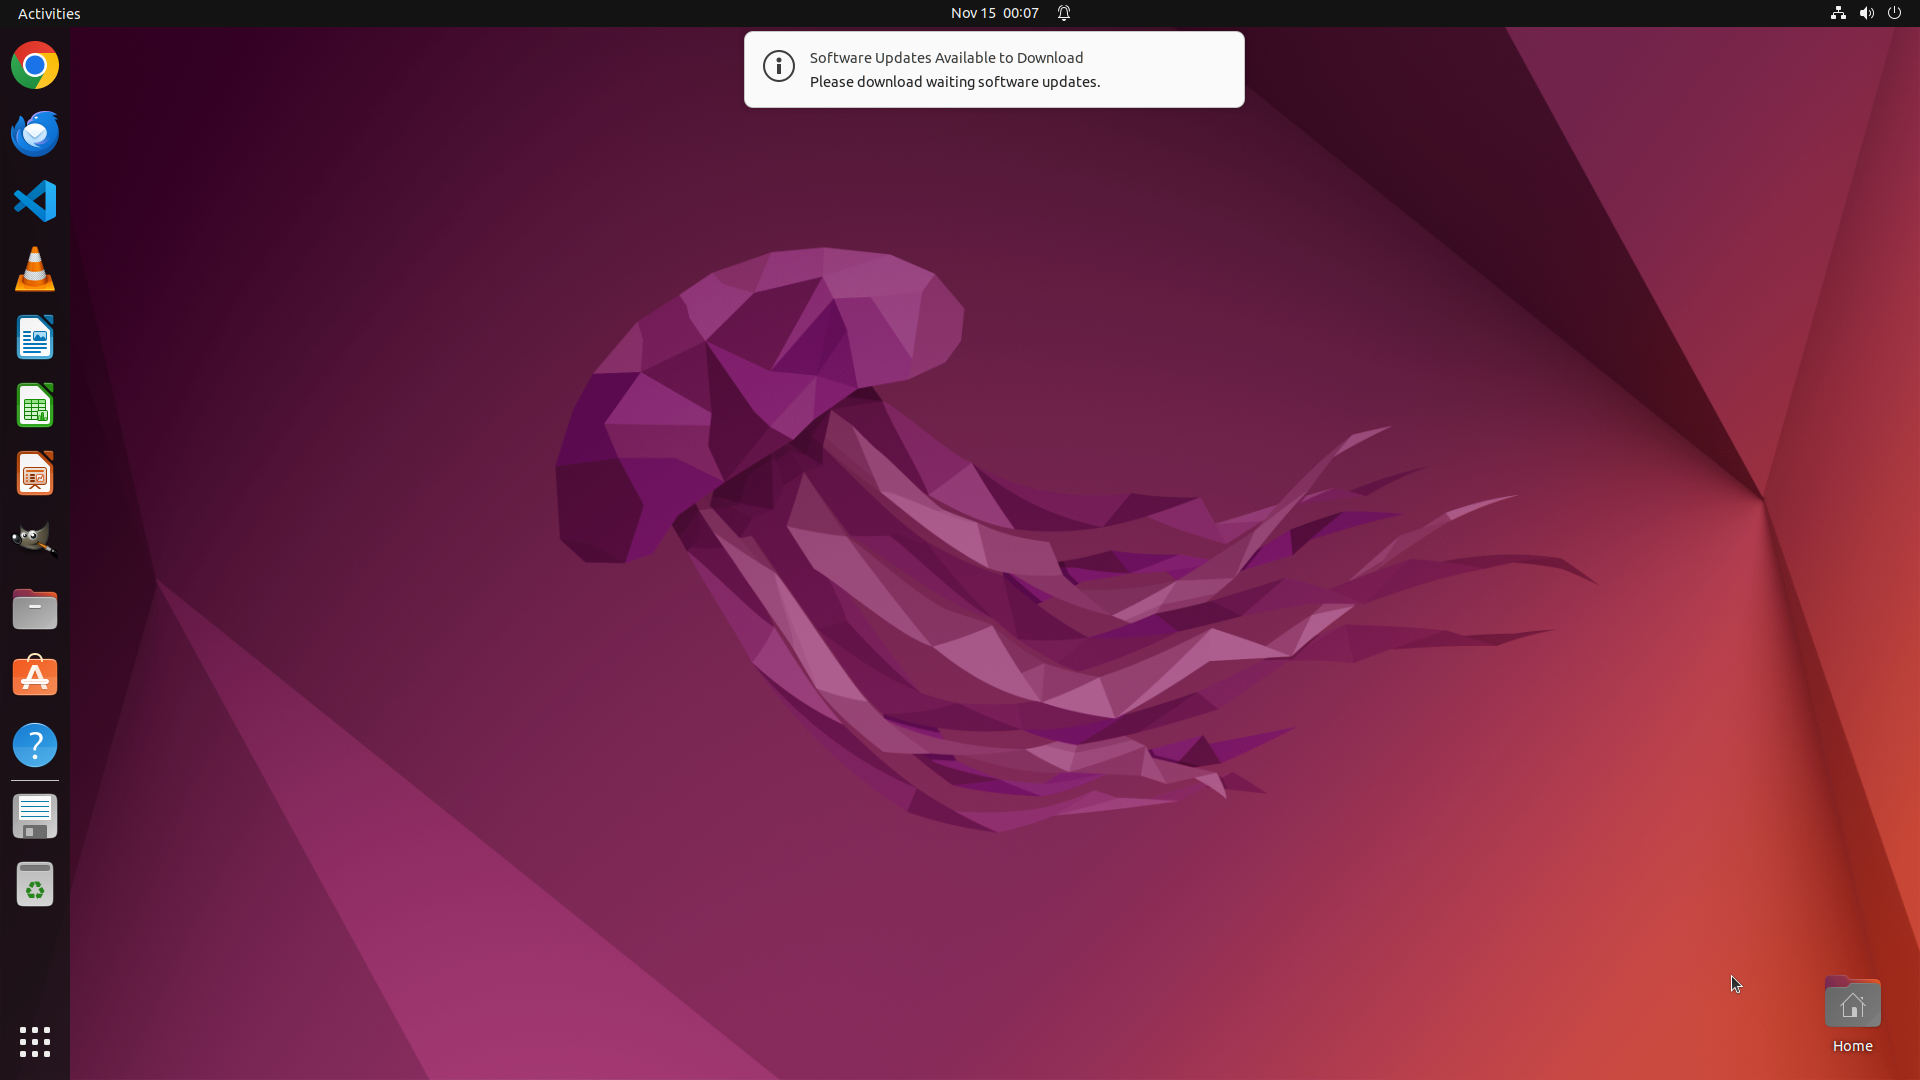 Activities
Nov 15 00:07
Software Updates Available to Download
Please download waiting software updates.
Home